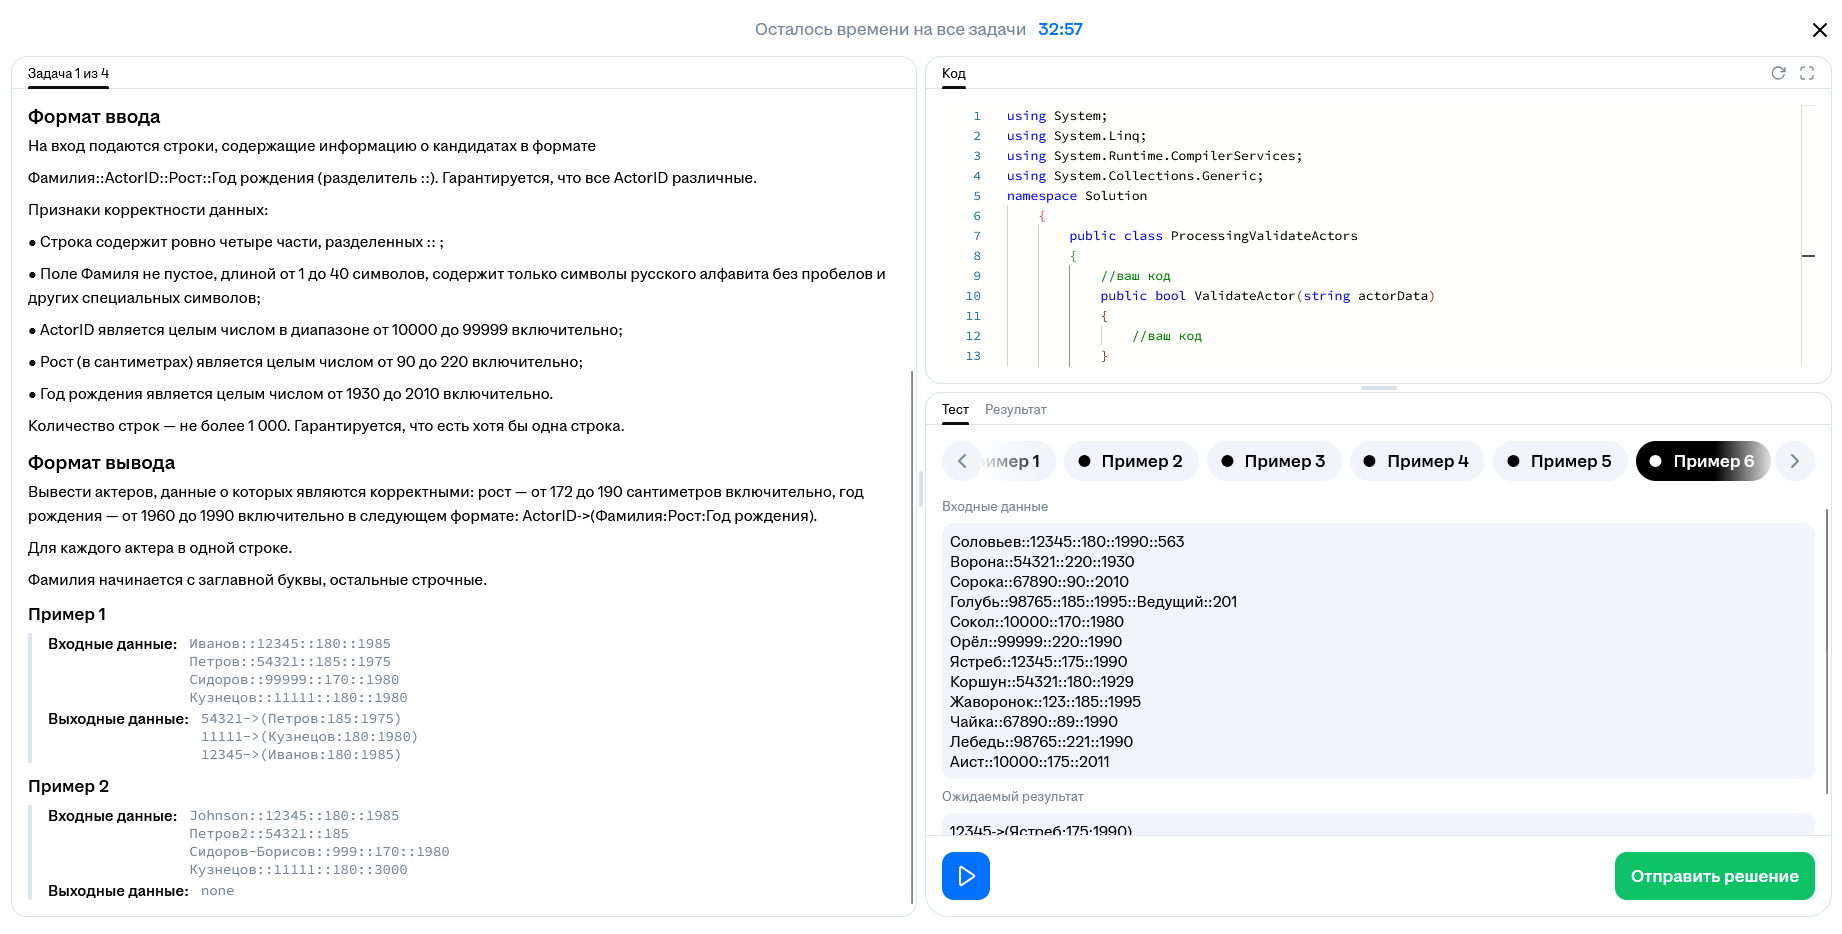 Осталось времени на все задачи 32:57
Задача 1 из 4
Формат ввода
На вход подаются строки, содержащие информацию о кандидатах в формате
Фамилия::ActorID::Рост::Год рождения (разделитель ::). Гарантируется, что все ActorID различные.
Признаки корректности данных:
● Строка содержит ровно четыре части, разделенных :: ;
● Поле Фамиля не пустое, длиной от 1 до 40 символов, содержит только символы русского алфавита без пробелов и
других специальных символов;
● ActorID является целым числом в диапазоне от 10000 до 99999 включительно;
● Рост (в сантиметрах) является целым числом от 90 до 220 включительно;
● Год рождения является целым числом от 1930 до 2010 включительно.
Количество строк — не более 1 000. Гарантируется, что есть хотя бы одна строка.
Формат вывода
Вывести актеров, данные о которых являются корректными: рост — от 172 до 190 сантиметров включительно, год
рождения — от 1960 до 1990 включительно в следующем формате: ActorID->(Фамилия:Рост:Год рождения).
Для каждого актера в одной строке.
Фамилия начинается с заглавной буквы, остальные строчные.
Пример 1
Входные данные: Иванов::12345::180::1985
Петров::54321::185::1975
Сидоров::99999::170::1980
Кузнецов::11111::180::1980
Выходные данные: 54321->(Петров:185:1975)
11111->(Кузнецов:180:1980)
12345->(Иванов:180:1985)
Пример 2
Входные данные: Johnson::12345::180::1985
Петров2::54321::185
Сидоров-Борисов::999::170::1980
Кузнецов::11111::180::3000
Выходные данные: none
Код
1 using System;
2 using System.Linq;
3 using System.Runtime.CompilerServices;
4 using System.Collections.Generic;
5 namespace Solution
6 {
7 public class ProcessingValidateActors
8 {
9 //ваш код
10 public bool ValidateActor(string actorData)
11 {
12 //ваш код
13 }
Тест Результат
имер 1 Пример 2 Пример 3 Пример 4 Пример 5 Пример 6
Входные данные
Соловьев::12345::180::1990::563
Ворона::54321::220::1930
Сорока::67890::90::2010
Голубь::98765::185::1995::Ведущий::201
Сокол::10000::170::1980
Орёл::99999::220::1990
Ястреб::12345::175::1990
Коршун::54321::180::1929
Жаворонок::123::185::1995
Чайка::67890::89::1990
Лебедь::98765::221::1990
Аист::10000::175::2011
Ожидаемый результат
12345->(Ястреб:175:1990)
Отправить решение